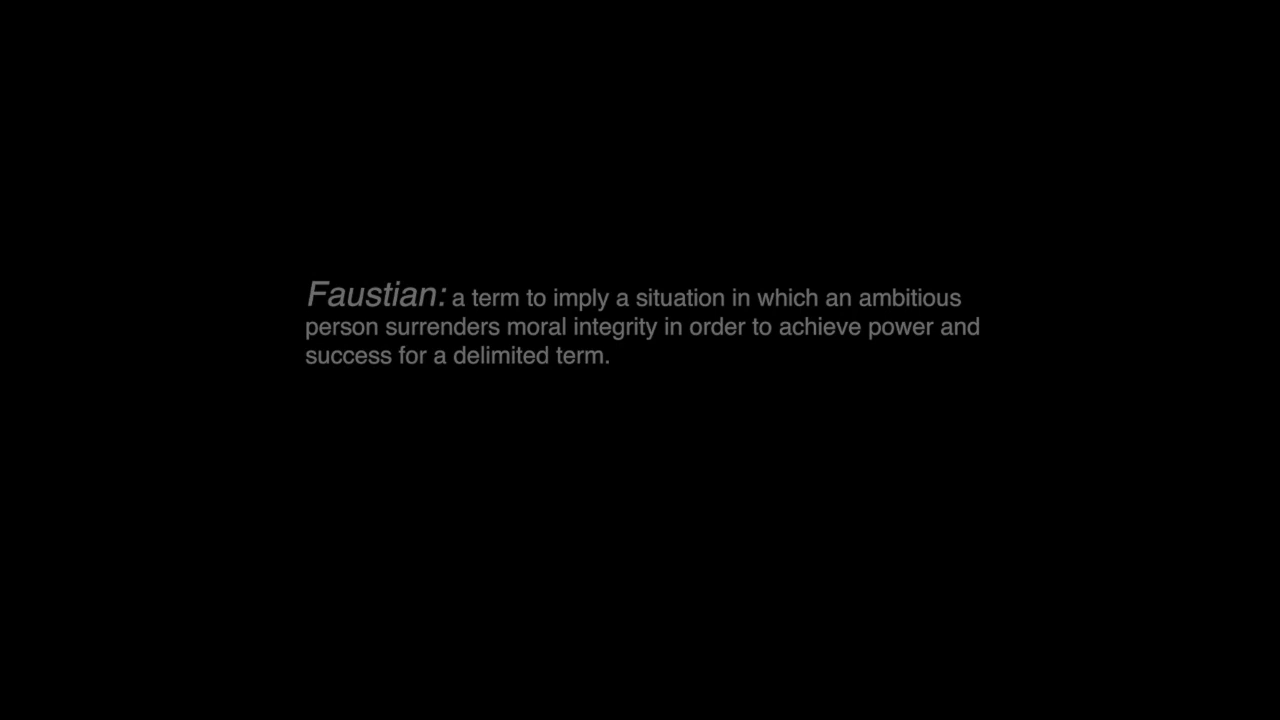 Faustian: a term to imply a situation in which an ambitious
person surrenders moral integrity in order to achieve power and
success for a delimited term.